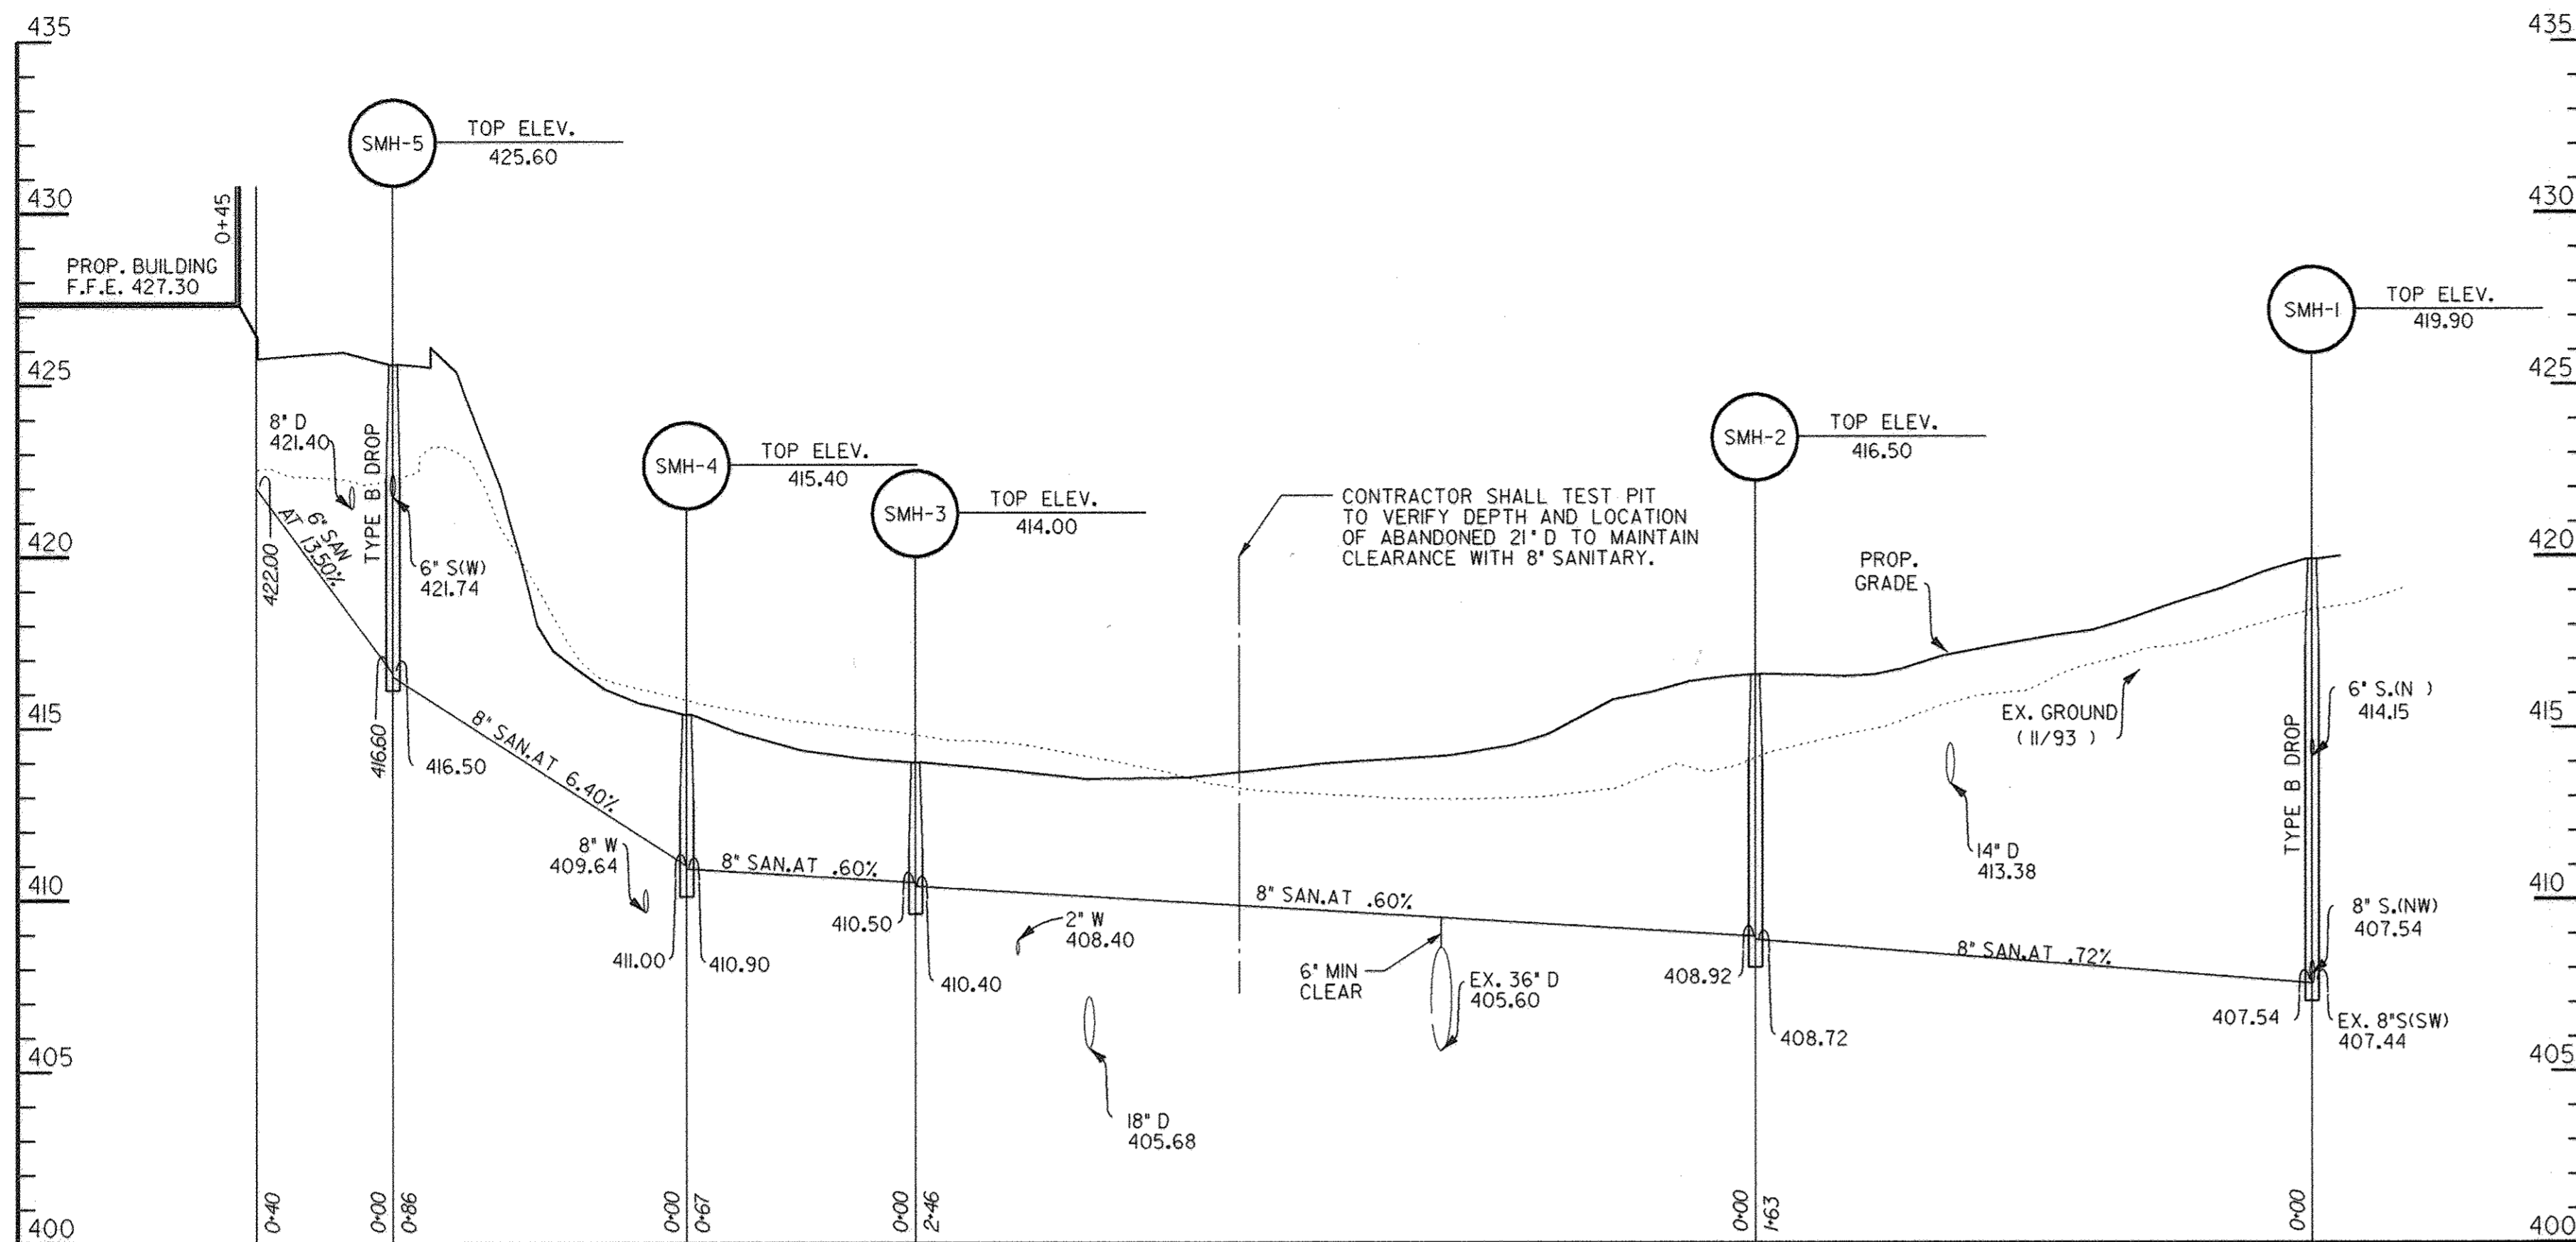 435
435
SMH-5
TOP ELEV.
425.60
430
430
0+45
PROP. BUILDING
F.F.E. 427.30
SMH-1
TOP ELEV.
419.90
425
425
8" D
421.40
TYPE B DROP
6" SAN
AT 13.50%
422.00
6" S(W)
421.74
SMH-4
TOP ELEV.
415.40
SMH-3
TOP ELEV.
414.00
SMH-2
TOP ELEV.
416.50
CONTRACTOR SHALL TEST PIT
TO VERIFY DEPTH AND LOCATION
OF ABANDONED 21" D TO MAINTAIN
CLEARANCE WITH 8" SANITARY.
420
420
PROP.
GRADE
EX. GROUND
( 11/93 )
6" S.(N )
414.15
415
415
416.60
416.50
8" SAN.AT 6.40%
TYPE B DROP
14" D
413.38
8" W
409.64
8" SAN.AT .60%
8" SAN.AT .60%
410
410
411.00
410.90
410.50
410.40
2" W
408.40
6" MIN
CLEAR
EX. 36" D
405.60
408.92
408.72
8" SAN.AT .72%
8" S.(NW)
407.54
407.54
EX. 8"S(SW)
407.44
405
405
18" D
405.68
400
400
0+40
0+00
0+86
0+00
0+67
0+00
2+46
0+00
1+63
0+00